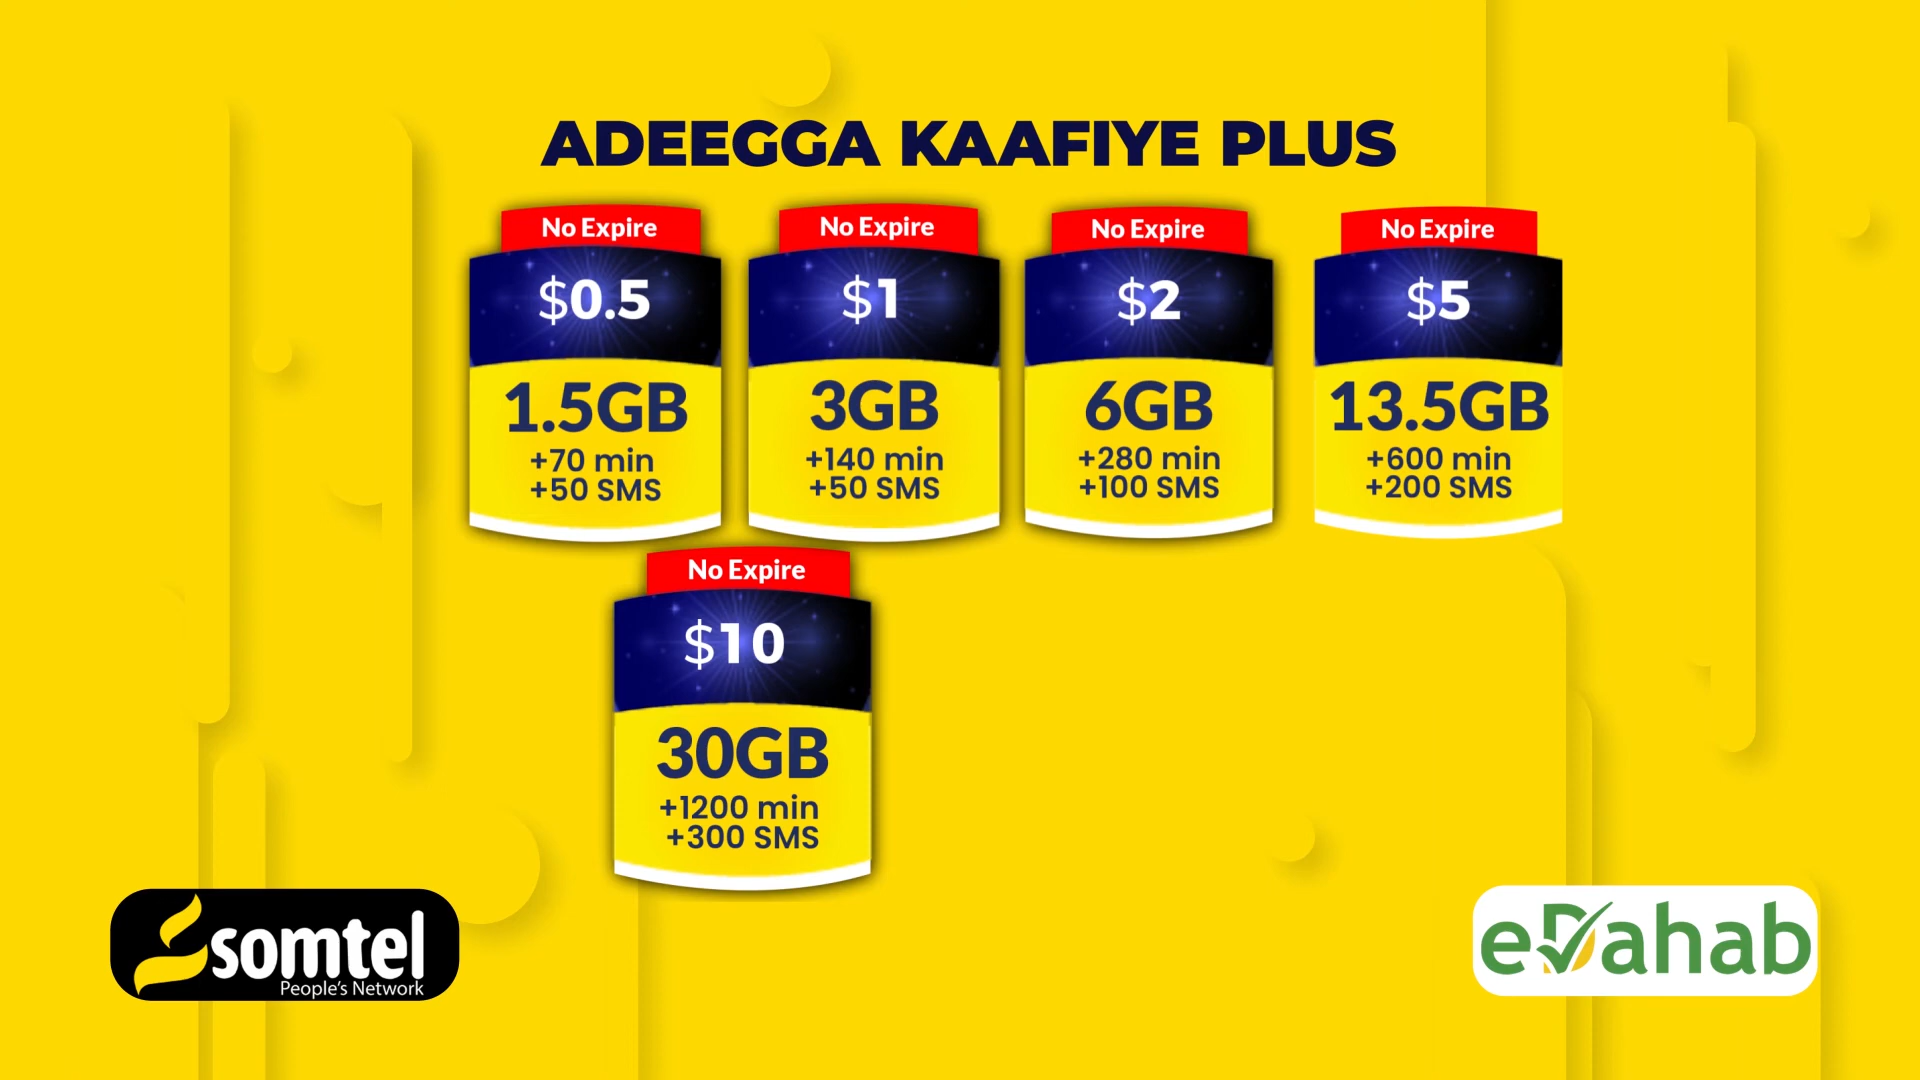 ADEEGGA KAAFIYE PLUS
No Expire
$0.5
1.5GB
+70 min
+50 SMS
No Expire
$1
3GB
+140 min
+50 SMS
No Expire
$2
6GB
+280 min
+100 SMS
No Expire
$5
13.5GB
+600 min
+200 SMS
No Expire
$10
30GB
+1200 min
+300 SMS
somtel
People's Network
eDahab